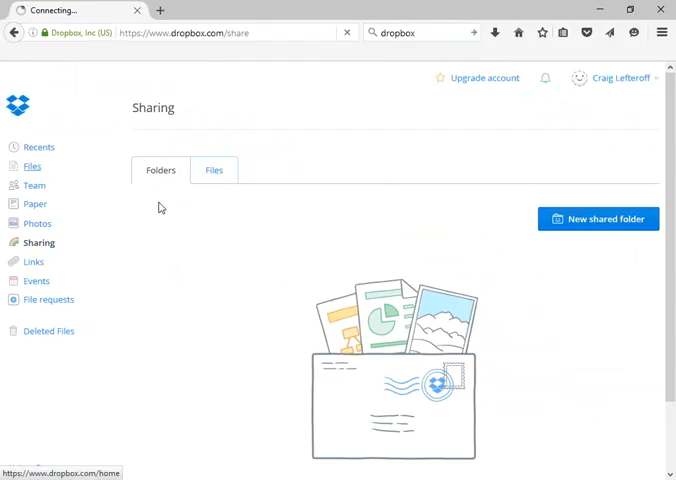 Connecting...
Dropbox, Inc (US)
https://www.dropbox.com/share
dropbox
Upgrade account
Craig Lefteroff
Sharing
Recents
Files
Team
Paper
Photos
Sharing
Links
Events
File requests
Deleted Files
Folders
Files
New shared folder
https://www.dropbox.com/home